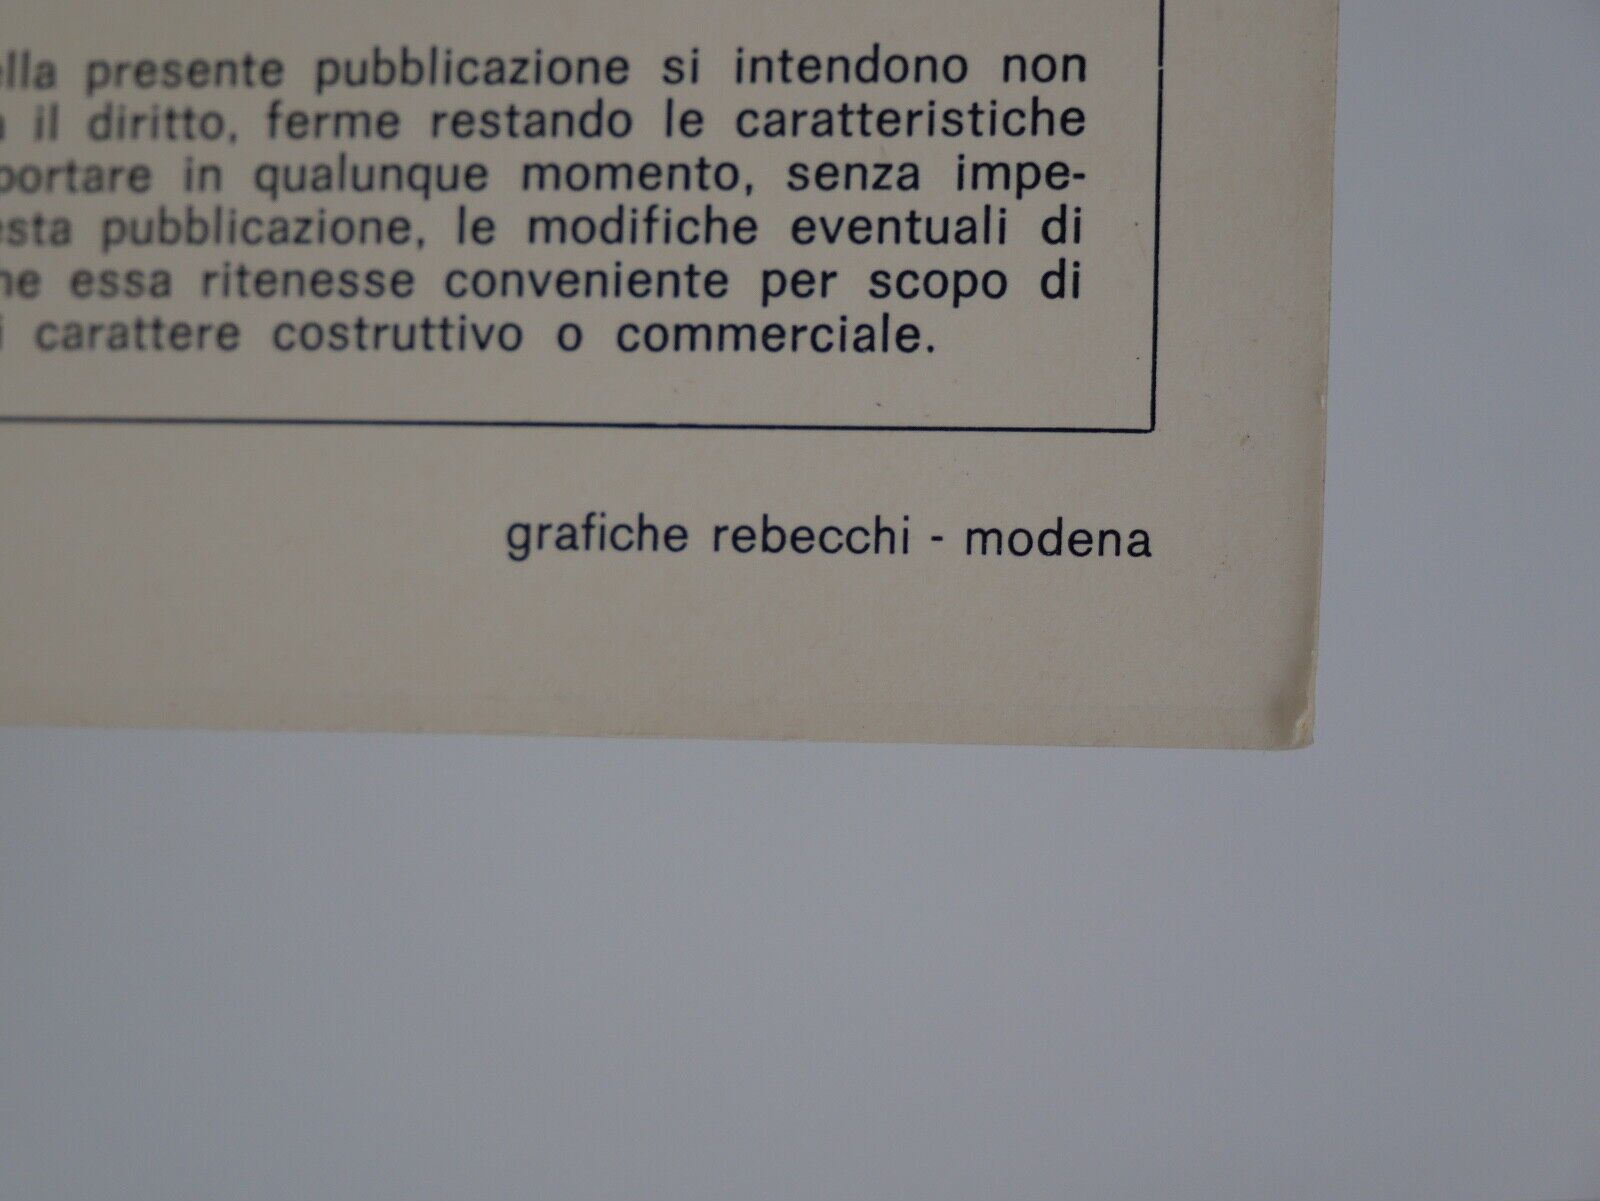 ella presente pubblicazione si intendono non
a il diritto, ferme restando le caratteristiche
portare in qualunque momento, senza impe-
esta pubblicazione, le modifiche eventuali di
he essa ritenesse conveniente per scopo di
i carattere costruttivo o commerciale.
grafiche rebecchi - modena